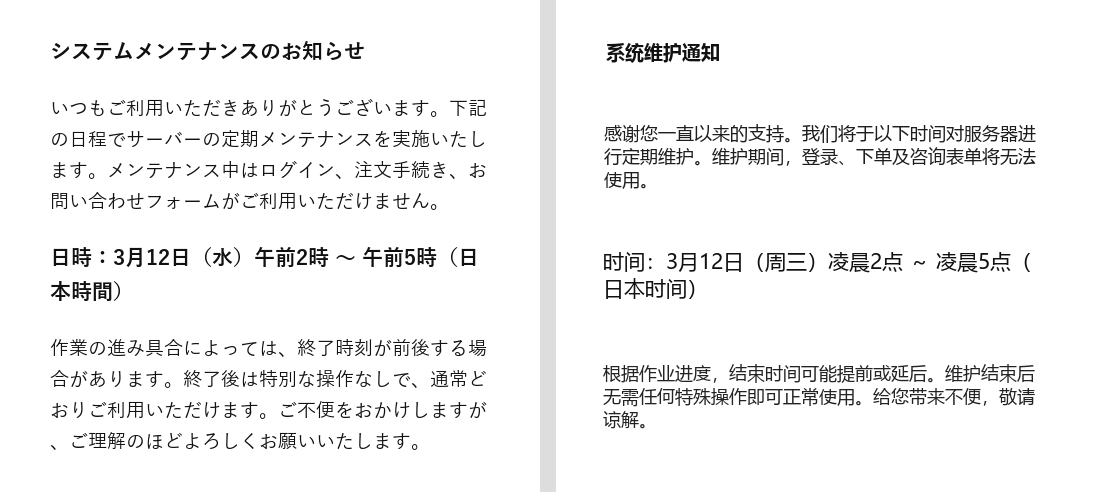 システムメンテナンスのお知らせ
いつもご利用いただきありがとうございます。下記
の日程でサーバーの定期メンテナンスを実施いたし
ます。メンテナンス中はログイン、注文手続き、お
問い合わせフォームがご利用いただけません。
日時：3月12日（水）午前2時 ～ 午前5時（日
本時間）
作業の進み具合によっては、終了時刻が前後する場
合があります。終了後は特別な操作なしで、通常ど
おりご利用いただけます。ご不便をおかけしますが
、ご理解のほどよろしくお願いいたします。
系统维护通知
感谢您一直以来的支持。我们将于以下时间对服务器进
行定期维护。维护期间，登录、下单及咨询表单将无法
使用。
时间：3月12日（周三）凌晨2点 ～ 凌晨5点（
日本时间）
根据作业进度，结束时间可能提前或延后。维护结束后
无需任何特殊操作即可正常使用。给您带来不便，敬请
谅解。